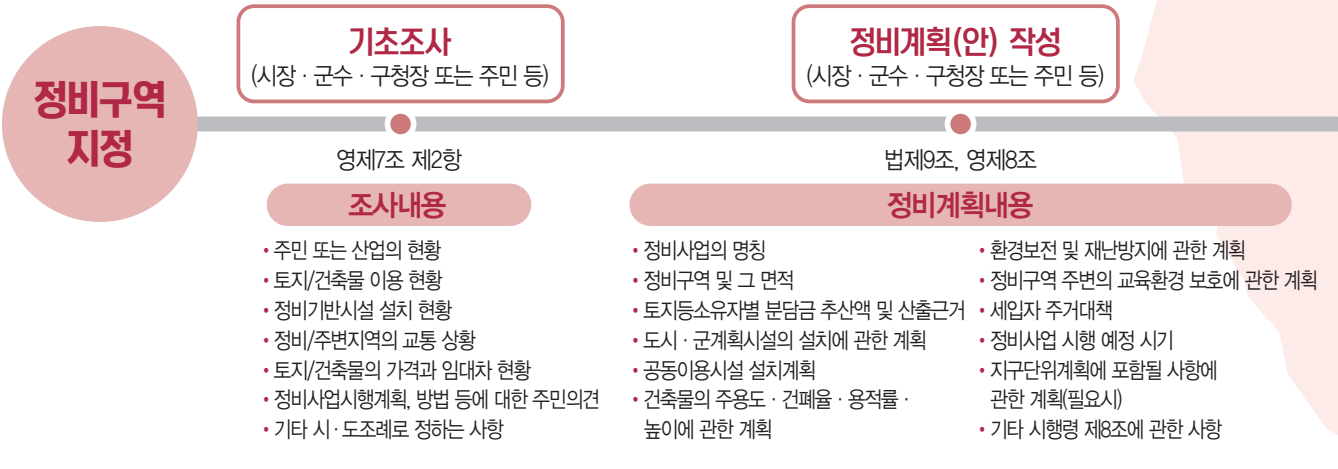 정비구역
지정
기초조사
(시장 · 군수 · 구청장 또는 주민 등)
영제7조 제2항
조사내용
• 주민 또는 산업의 현황
• 토지/건축물 이용 현황
• 정비기반시설 설치 현황
• 정비/주변지역의 교통 상황
• 토지/건축물의 가격과 임대차 현황
• 정비사업시행계획, 방법 등에 대한 주민의견
• 기타 시 · 도조례로 정하는 사항
정비계획(안) 작성
(시장 · 군수 · 구청장 또는 주민 등)
법제9조, 영제8조
정비계획내용
• 정비사업의 명칭
• 정비구역 및 그 면적
• 토지등소유자별 분담금 추산액 및 산출근거
• 도시 · 군계획시설의 설치에 관한 계획
• 공동이용시설 설치계획
• 건축물의 주용도 · 건폐율 · 용적률 ·
높이에 관한 계획
• 환경보전 및 재난방지에 관한 계획
• 정비구역 주변의 교육환경 보호에 관한 계획
• 세입자 주거대책
• 정비사업 시행 예정 시기
• 지구단위계획에 포함될 사항에
관한 계획(필요시)
• 기타 시행령 제8조에 관한 사항